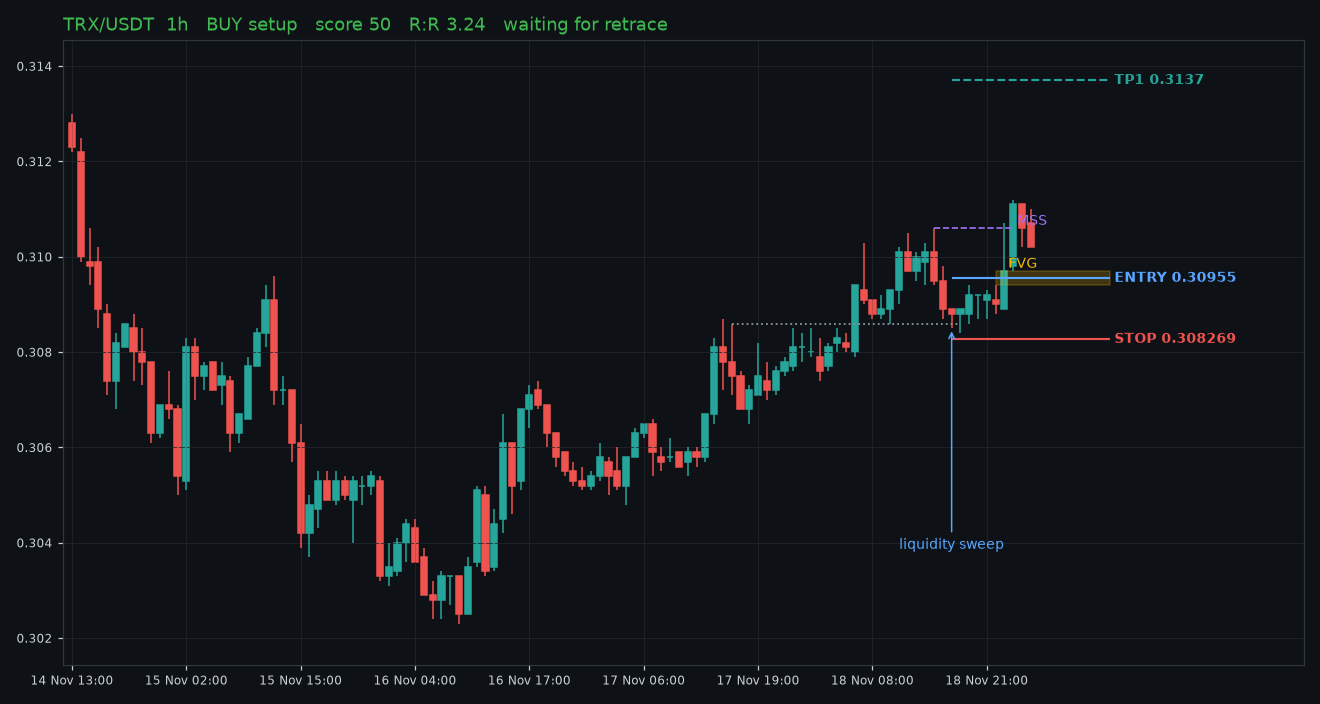 TRX/USDT 1h BUY setup score 50 R:R 3.24 waiting for retrace
0.314
TP1 0.3137
0.312
MSS
0.310
FVG
ENTRY 0.30955
STOP 0.308269
0.308
0.306
0.304
liquidity sweep
0.302
14 Nov 13:00 15 Nov 02:00 15 Nov 15:00 16 Nov 04:00 16 Nov 17:00 17 Nov 06:00 17 Nov 19:00 18 Nov 08:00 18 Nov 21:00